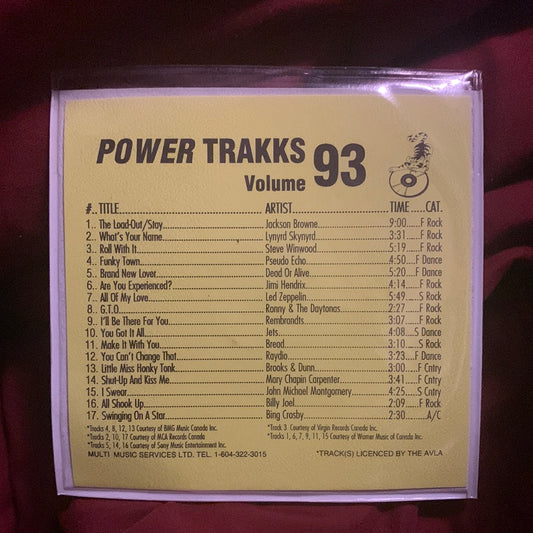 POWER TRAKKS
Volume 93
#.. TITLE ARTIST TIME CAT.
1.. The Load-Out/Stay Jackson Browne 9:00 F Rock
2.. What's Your Name Lynyrd Skynyrd 3:31 F Rock
3.. Roll With It Steve Winwood 5:19 F Rock
4.. Funky Town Pseudo Echo 4:50 F Dance
5.. Brand New Lover Dead Or Alive 5:20 F Dance
6.. Are You Experienced? Jimi Hendrix 4:14 F Rock
7.. All Of My Love Led Zeppelin 5:49 S Rock
8.. G.T.O. Ronny & The Daytonas 2:27 F Rock
9.. I'll Be There For You Rembrandts 3:07 F Rock
10. You Got It All Jets 4:08 S Dance
11. Make It With You Bread 3:10 S Rock
12. You Can't Change That Raydio 3:23 F Dance
13. Little Miss Honky Tonk Brooks & Dunn 3:00 F Cntry
14. Shut-Up And Kiss Me Mary Chapin Carpenter 3:41 F Cntry
15. I Swear John Michael Montgomery 4:25 S Cntry
16. All Shook Up Billy Joel 2:09 F Rock
17. Swinging On A Star Bing Crosby 2:30 A/C
*Tracks 4, 8, 12, 13 Courtesy of BMG Music Canada Inc. *Track 3 Courtesy of Virgin Records Canada
*Tracks 2, 10, 17 Courtesy of MCA Records Canada *Tracks 1, 6, 7, 9, 11, 15 Courtesy of Warner Music of Canada Inc.
*Tracks 5, 14, 16 Courtesy of Sony Music Entertainment Inc.
MULTI MUSIC SERVICES LTD. TEL. 1-604-322-3015 *TRACK(S) LICENCED BY THE AVLA